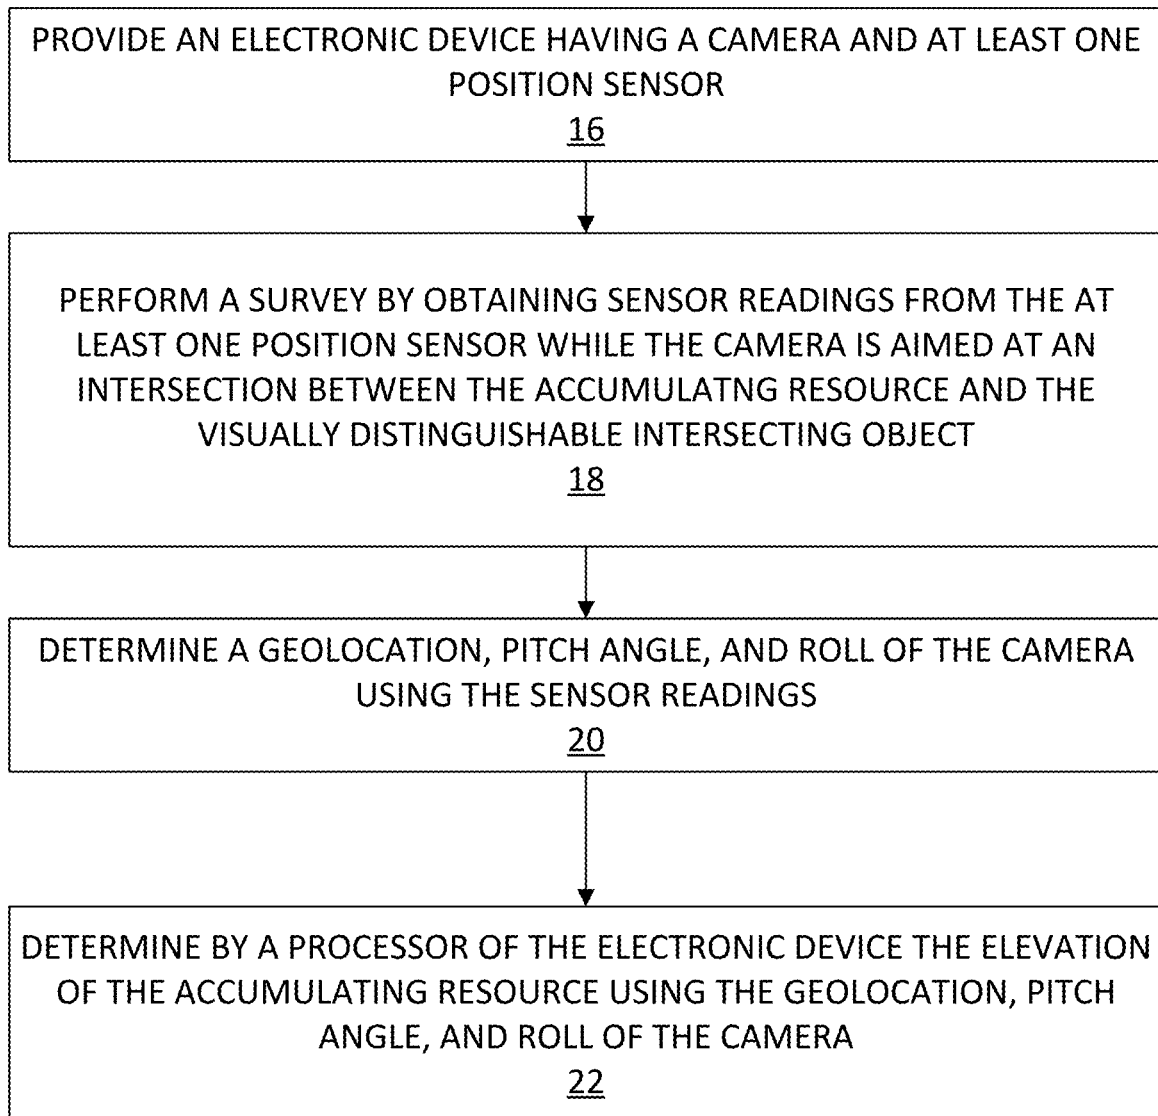 PROVIDE AN ELECTRONIC DEVICE HAVING A CAMERA AND AT LEAST ONE
POSITION SENSOR
16
PERFORM A SURVEY BY OBTAINING SENSOR READINGS FROM THE AT
LEAST ONE POSITION SENSOR WHILE THE CAMERA IS AIMED AT AN
INTERSECTION BETWEEN THE ACCUMULATNG RESOURCE AND THE
VISUALLY DISTINGUISHABLE INTERSECTING OBJECT
18
DETERMINE A GEOLOCATION, PITCH ANGLE, AND ROLL OF THE CAMERA
USING THE SENSOR READINGS
20
DETERMINE BY A PROCESSOR OF THE ELECTRONIC DEVICE THE ELEVATION
OF THE ACCUMULATING RESOURCE USING THE GEOLOCATION, PITCH
ANGLE, AND ROLL OF THE CAMERA
22